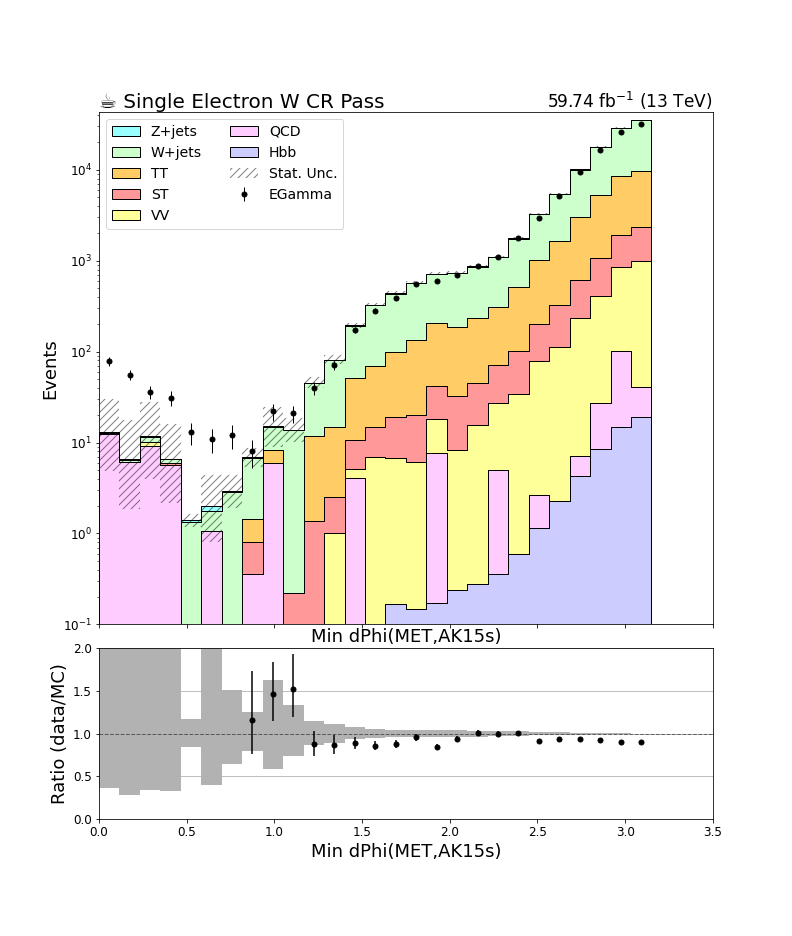 ☕ Single Electron W CR Pass
59.74 fb⁻¹ (13 TeV)
Z+jets
W+jets
TT
ST
VV
QCD
Hbb
Stat. Unc.
EGamma
10⁴
10³
10²
10¹
10⁰
10⁻¹
Events
Min dPhi(MET,AK15s)
2.0
1.5
1.0
0.5
0.0
Ratio (data/MC)
0.0 0.5 1.0 1.5 2.0 2.5 3.0 3.5
Min dPhi(MET,AK15s)